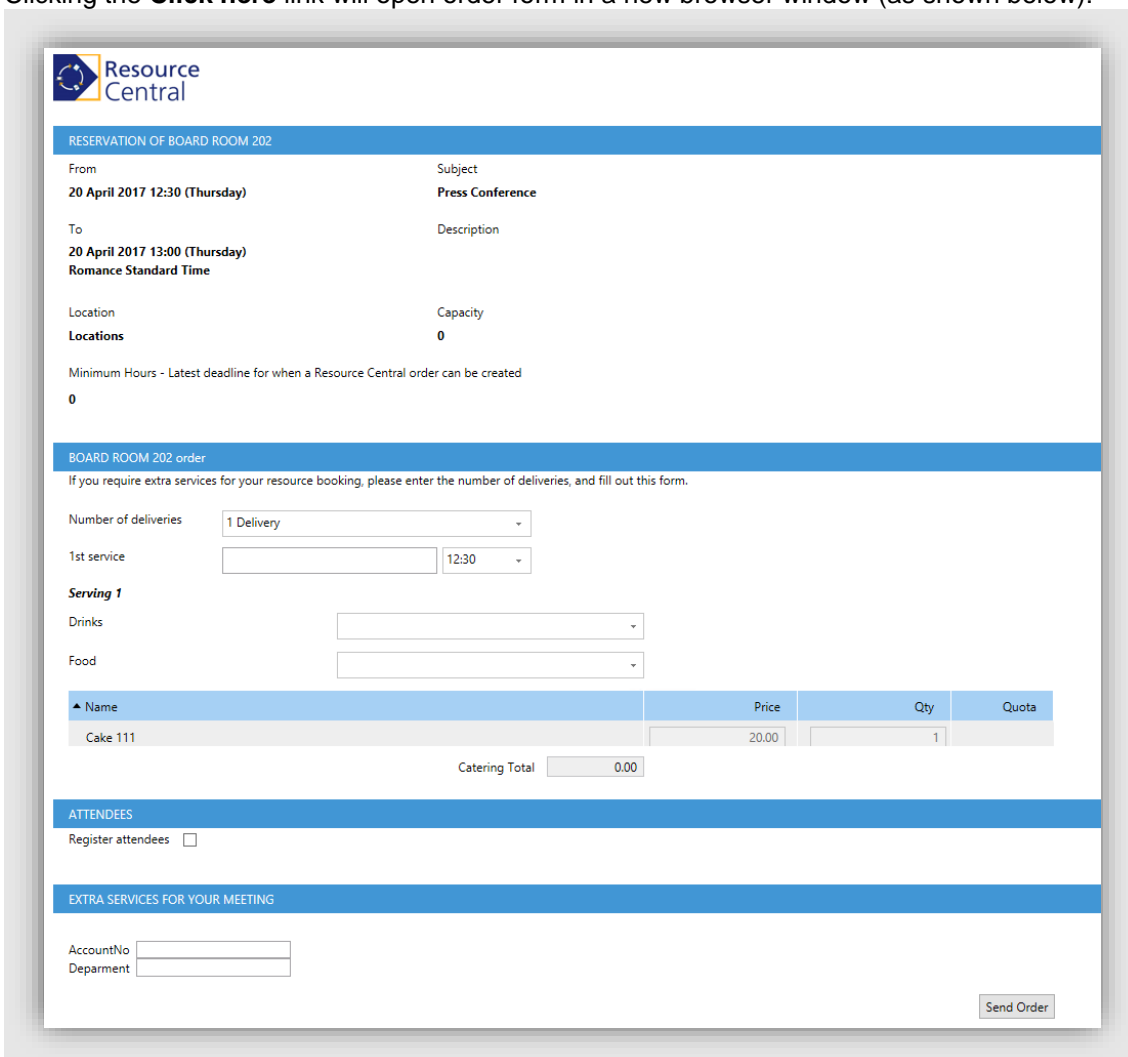 Clicking the Click here link will open order form in a new browser window (as shown below):
Resource
Central
RESERVATION OF BOARD ROOM 202
From Subject
20 April 2017 12:30 (Thursday) Press Conference
To Description
20 April 2017 13:00 (Thursday)
Romance Standard Time
Location Capacity
Locations 0
Minimum Hours - Latest deadline for when a Resource Central order can be created
0
BOARD ROOM 202 order
If you require extra services for your resource booking, please enter the number of deliveries, and fill out this form.
Number of deliveries 1 Delivery
1st service 12:30
Serving 1
Drinks
Food
Name Price Qty Quota
Cake 111 20.00 1
Catering Total 0.00
ATTENDEES
Register attendees
EXTRA SERVICES FOR YOUR MEETING
AccountNo
Deparment
Send Order